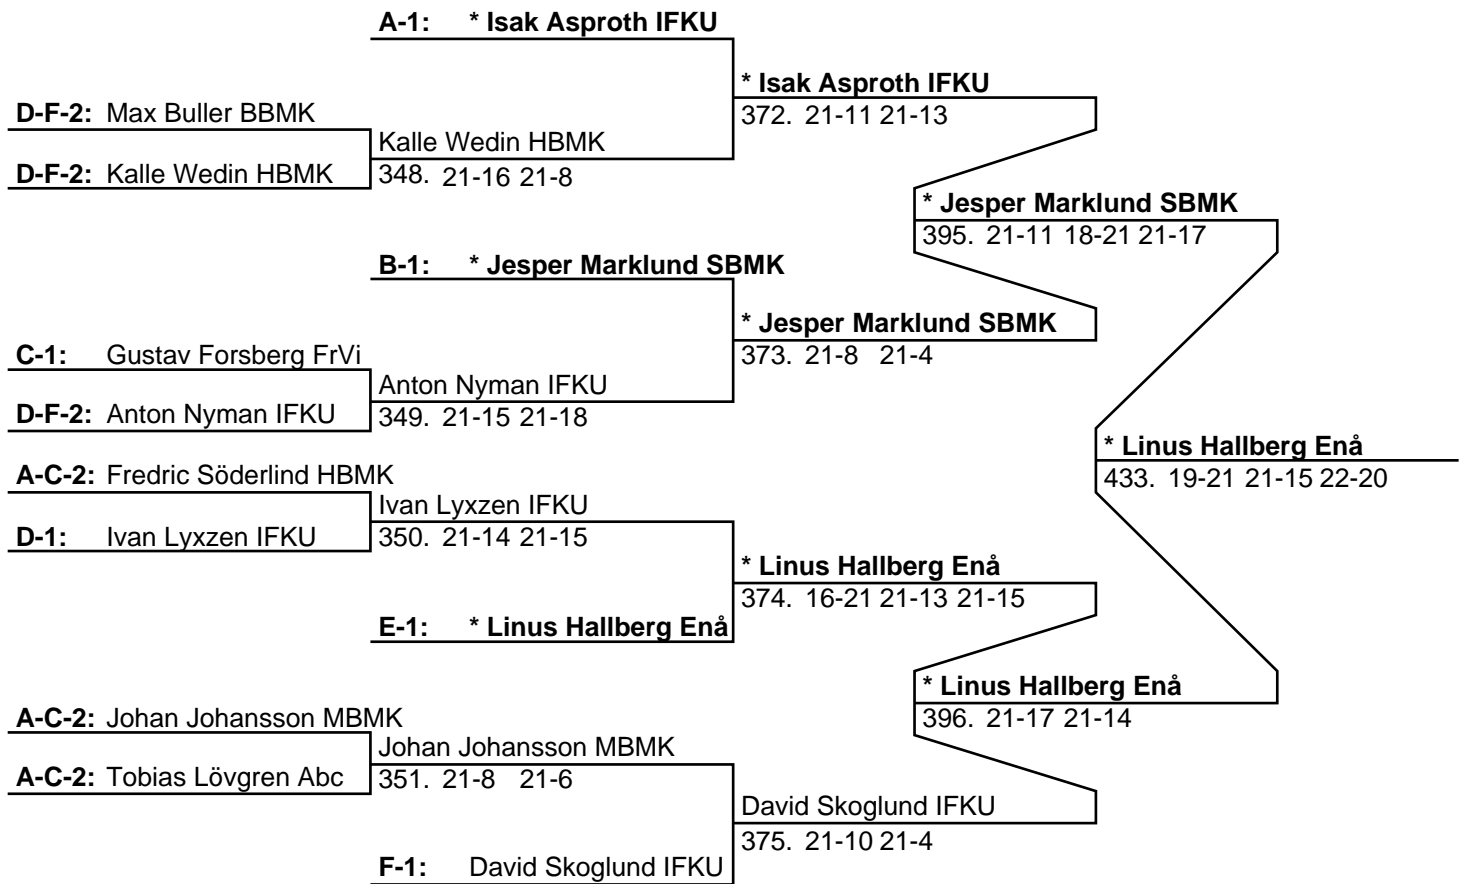 A-1: * Isak Asproth IFKU
* Isak Asproth IFKU
D-F-2: Max Buller BBMK
372. 21-11 21-13
Kalle Wedin HBMK
D-F-2: Kalle Wedin HBMK
348. 21-16 21-8
* Jesper Marklund SBMK
395. 21-11 18-21 21-17
B-1: * Jesper Marklund SBMK
* Jesper Marklund SBMK
C-1: Gustav Forsberg FrVi
373. 21-8 21-4
Anton Nyman IFKU
D-F-2: Anton Nyman IFKU
349. 21-15 21-18
* Linus Hallberg Enå
A-C-2: Fredric Söderlind HBMK
433. 19-21 21-15 22-20
Ivan Lyxzen IFKU
D-1: Ivan Lyxzen IFKU
350. 21-14 21-15
* Linus Hallberg Enå
374. 16-21 21-13 21-15
E-1: * Linus Hallberg Enå
* Linus Hallberg Enå
A-C-2: Johan Johansson MBMK
396. 21-17 21-14
Johan Johansson MBMK
A-C-2: Tobias Lövgren Abc
351. 21-8 21-6
David Skoglund IFKU
375. 21-10 21-4
F-1: David Skoglund IFKU